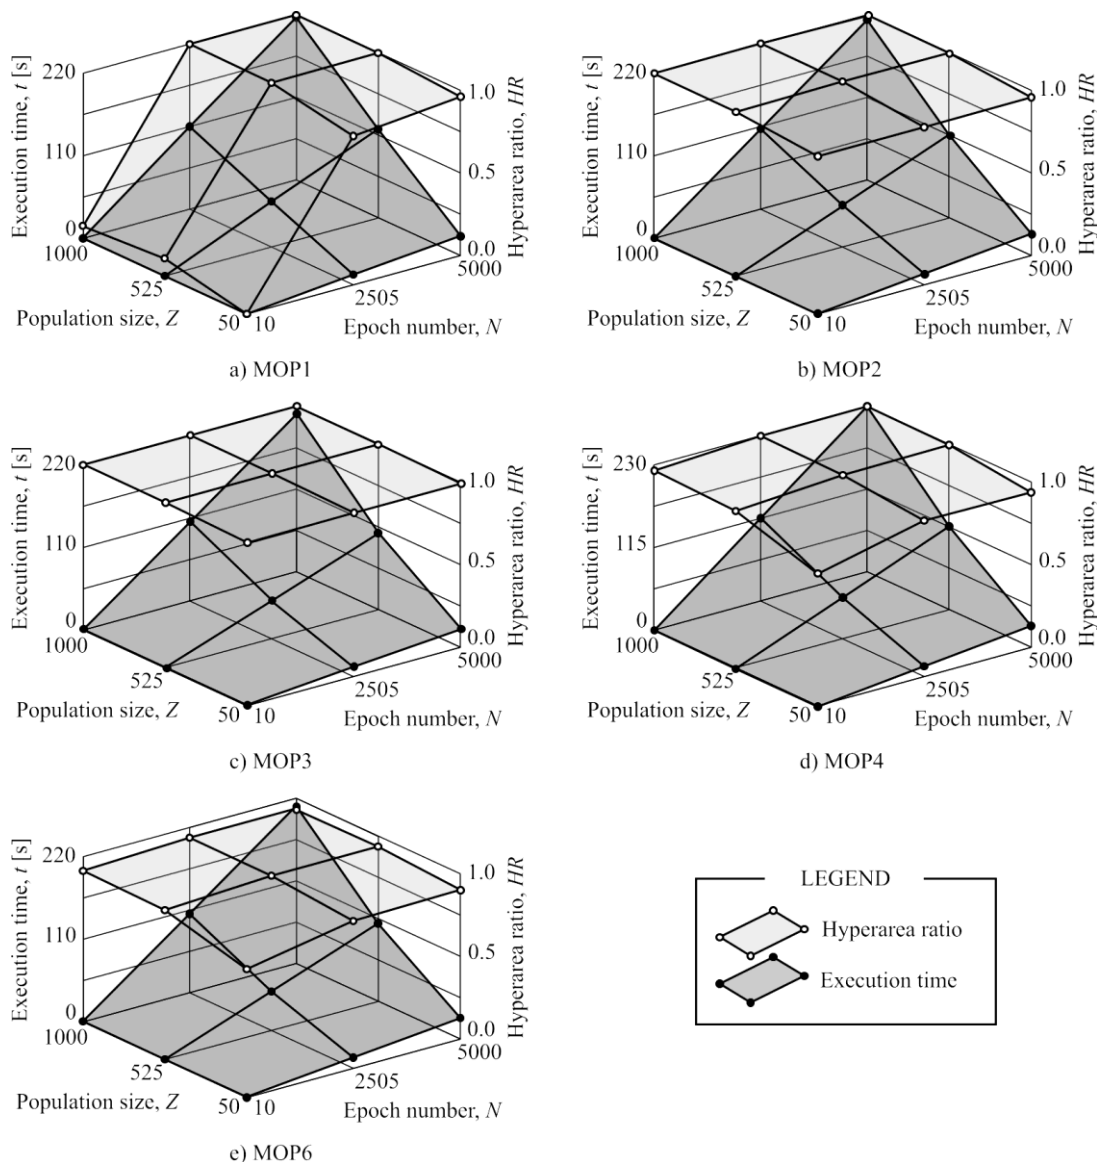 Execution time, t [s]
220
110
0
1000
525
50
10
2505
5000
Population size, Z
Epoch number, N
1.0
0.5
0.0
Hyperarea ratio, HR
a) MOP1
Execution time, t [s]
220
110
0
1000
525
50
10
2505
5000
Population size, Z
Epoch number, N
1.0
0.5
0.0
Hyperarea ratio, HR
b) MOP2
Execution time, t [s]
220
110
0
1000
525
50
10
2505
5000
Population size, Z
Epoch number, N
1.0
0.5
0.0
Hyperarea ratio, HR
c) MOP3
Execution time, t [s]
230
115
0
1000
525
50
10
2505
5000
Population size, Z
Epoch number, N
1.0
0.5
0.0
Hyperarea ratio, HR
d) MOP4
Execution time, t [s]
220
110
0
1000
525
50
10
2505
5000
Population size, Z
Epoch number, N
1.0
0.5
0.0
Hyperarea ratio, HR
e) MOP6
LEGEND
Hyperarea ratio
Execution time